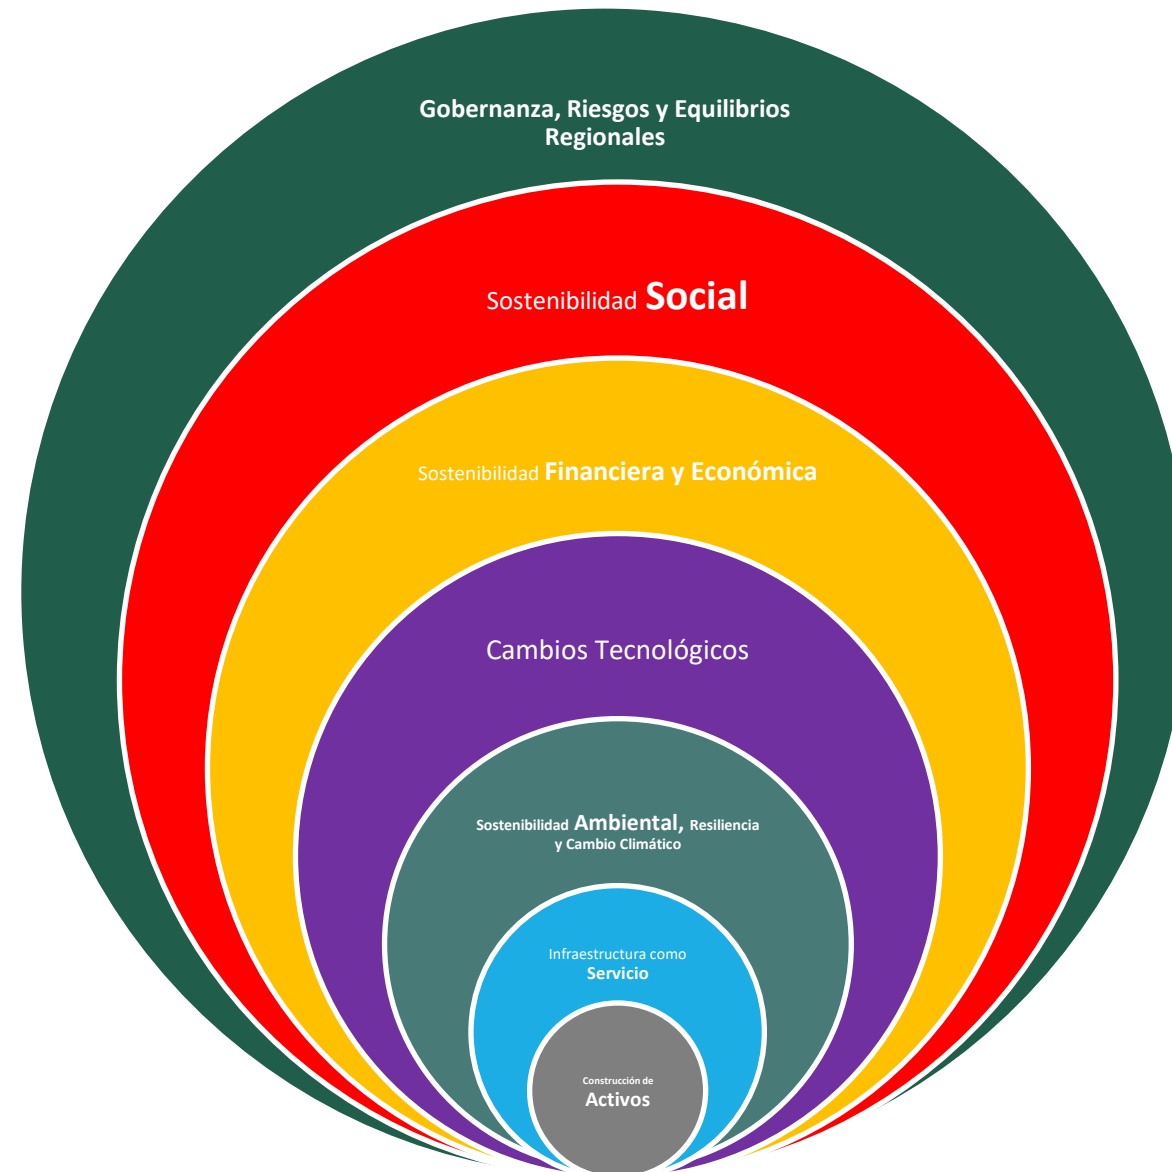 Gobernanza, Riesgos y Equilibrios
Regionales
Sostenibilidad Social
Sostenibilidad Financiera y Económica
Cambios Tecnológicos
Sostenibilidad Ambiental, Resiliencia
y Cambio Climático
Infraestructura como
Servicio
Construcción de
Activos